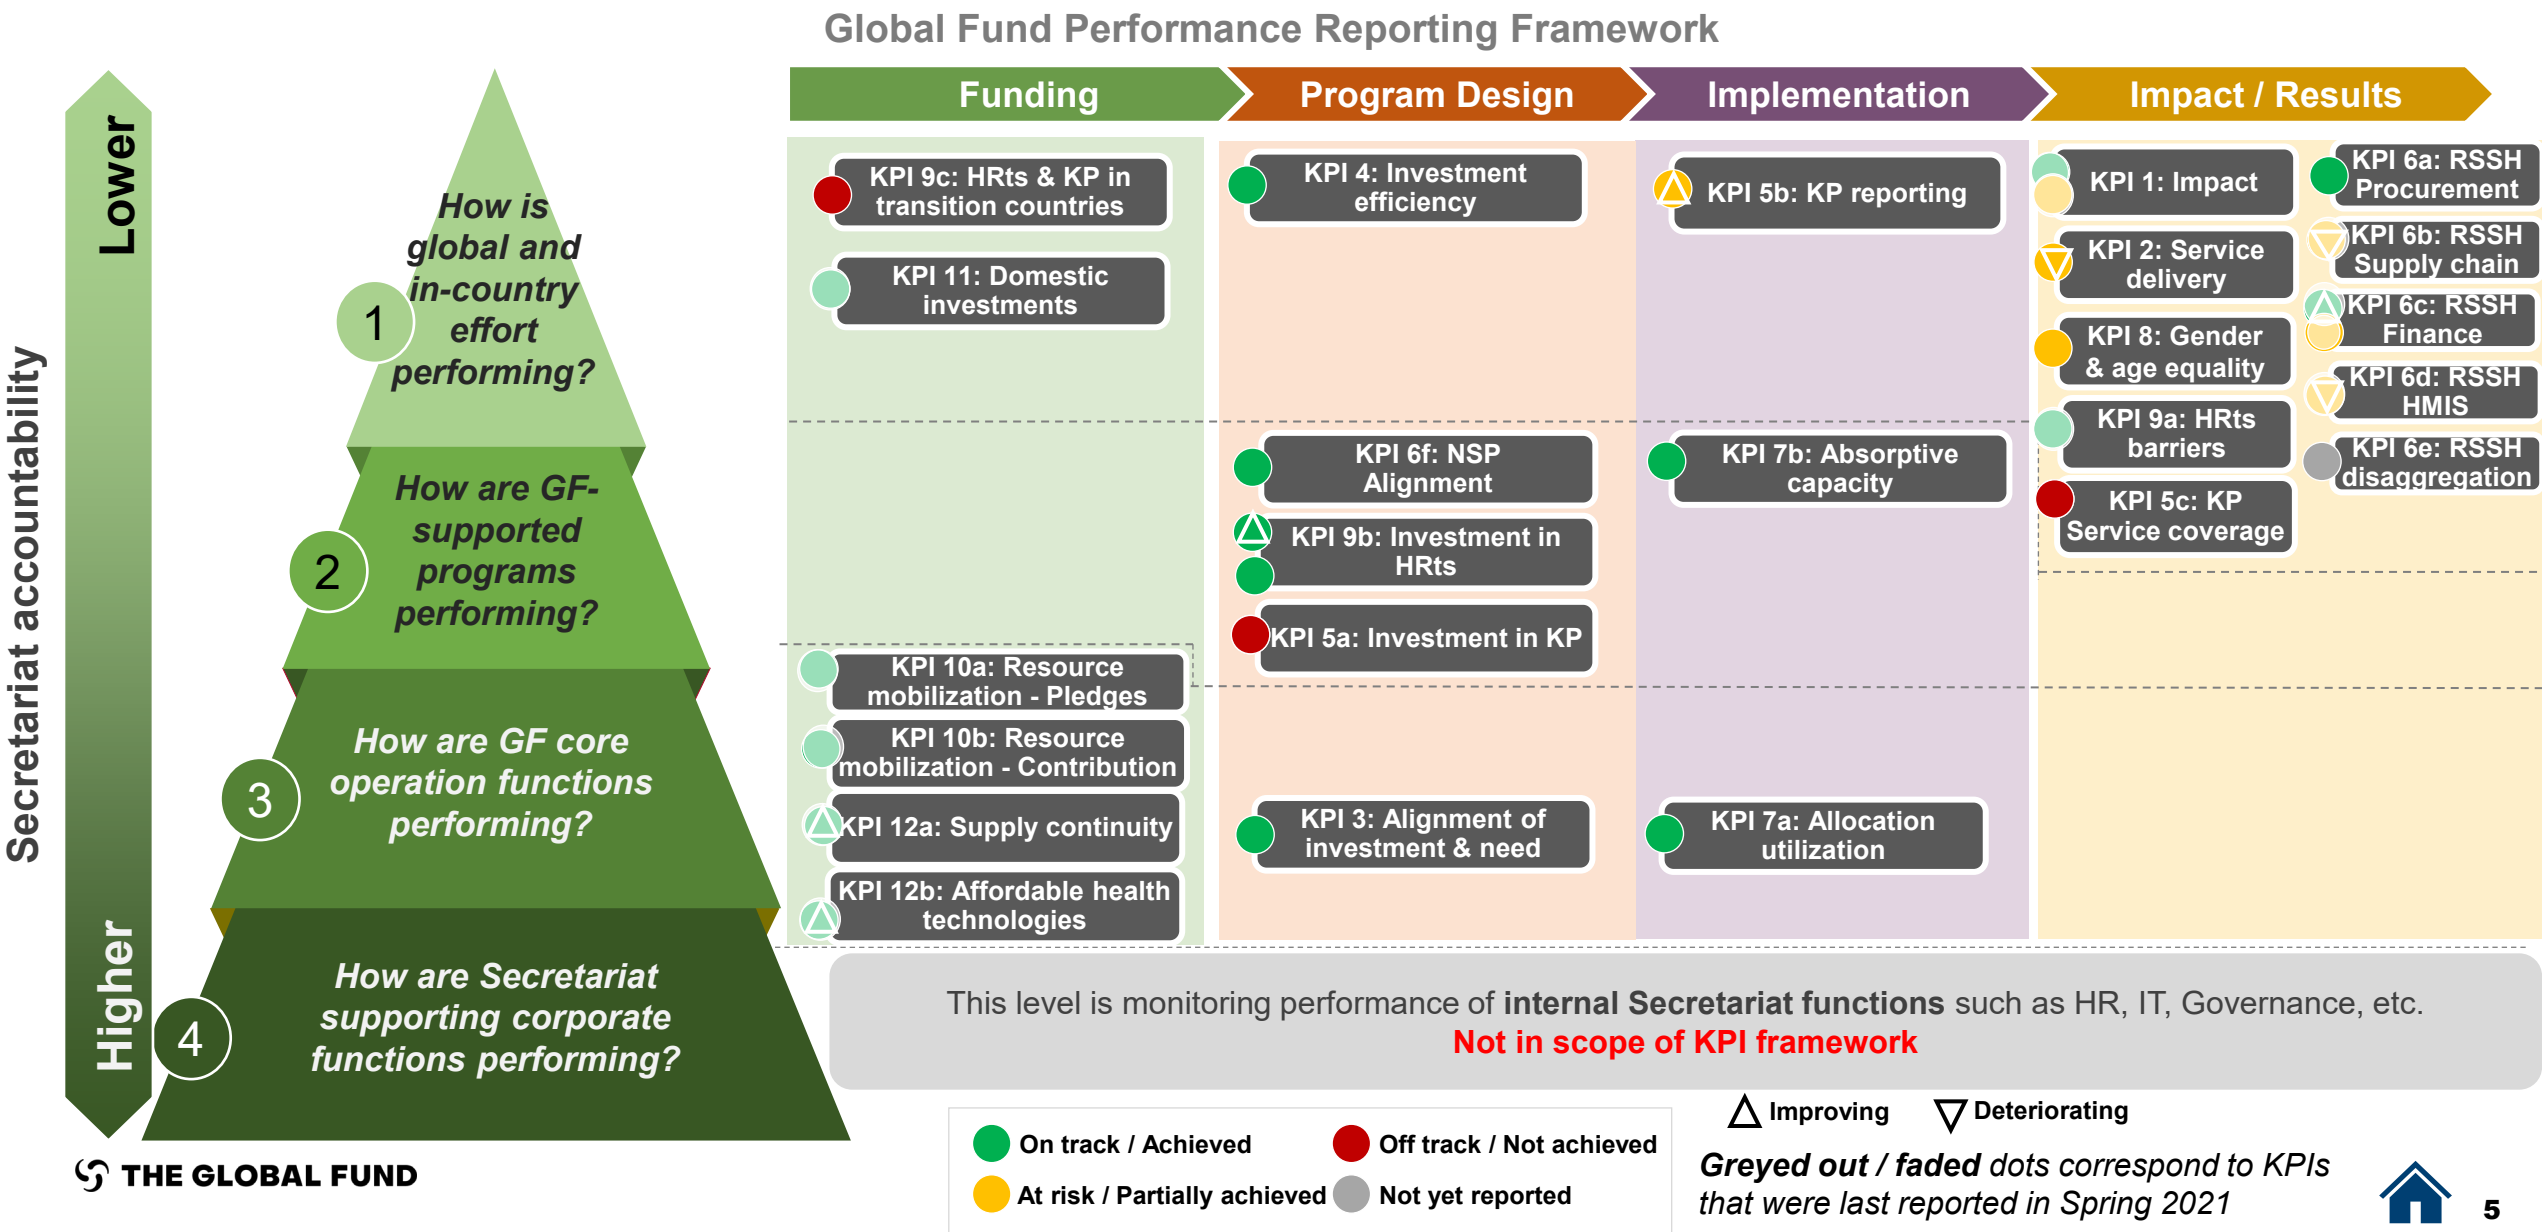 Global Fund Performance Reporting Framework
Secretariat accountability
Lower
Higher
1
How is
global and
in-country
effort
performing?
2
How are GF-
supported
programs
performing?
3
How are GF core
operation functions
performing?
4
How are Secretariat
supporting corporate
functions performing?
Funding
KPI 9c: HRts & KP in
transition countries
KPI 11: Domestic
investments
KPI 10a: Resource
mobilization - Pledges
KPI 10b: Resource
mobilization - Contribution
KPI 12a: Supply continuity
KPI 12b: Affordable health
technologies
Program Design
KPI 4: Investment
efficiency
KPI 6f: NSP
Alignment
KPI 9b: Investment in
HRts
KPI 5a: Investment in KP
KPI 3: Alignment of
investment & need
Implementation
KPI 5b: KP reporting
KPI 7b: Absorptive
capacity
KPI 7a: Allocation
utilization
Impact / Results
KPI 1: Impact
KPI 2: Service
delivery
KPI 8: Gender
& age equality
KPI 9a: HRts
barriers
KPI 5c: KP
Service coverage
KPI 6a: RSSH
Procurement
KPI 6b: RSSH
Supply chain
KPI 6c: RSSH
Finance
KPI 6d: RSSH
HMIS
KPI 6e: RSSH
disaggregation
This level is monitoring performance of internal Secretariat functions such as HR, IT, Governance, etc.
Not in scope of KPI framework
On track / Achieved
Off track / Not achieved
At risk / Partially achieved
Not yet reported
Improving
Deteriorating
Greyed out / faded dots correspond to KPIs
that were last reported in Spring 2021
THE GLOBAL FUND
5